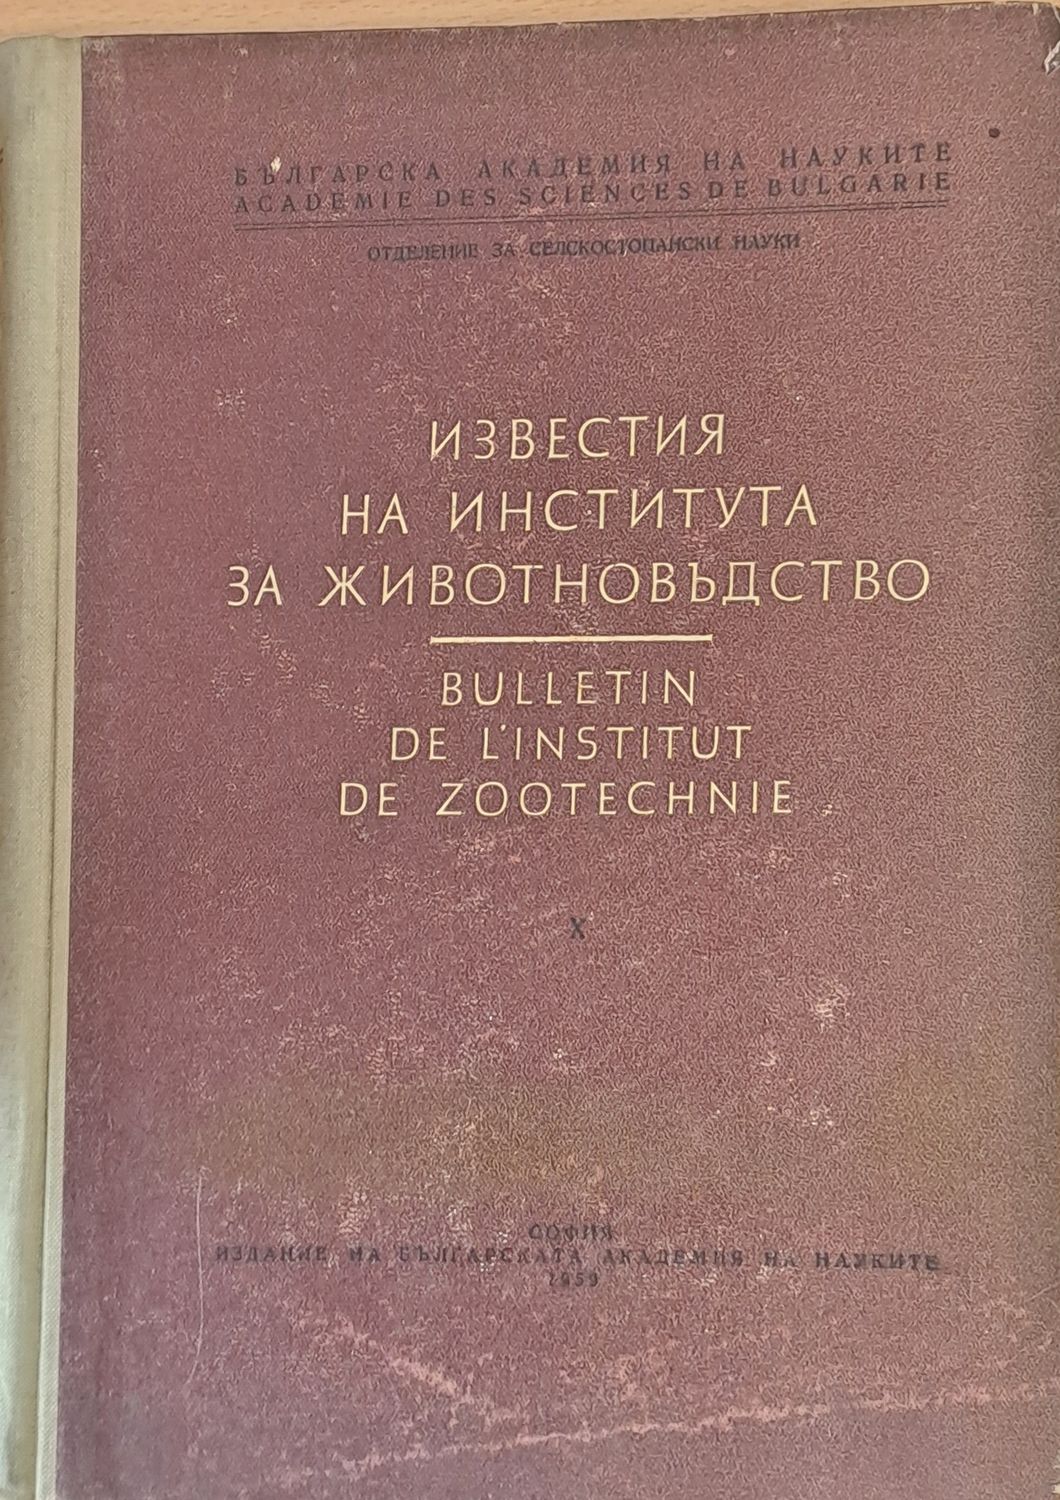 БЪЛГАРСКА АКАДЕМИЯ НА НАУКИТЕ
ACADEMIE DES SCIENCES DE BULGARIE
ОТДЕЛЕНИЕ ЗА СЕЛСКОСТОПАНСКИ НАУКИ
ИЗВЕСТИЯ
НА ИНСТИТУТА
ЗА ЖИВОТНОВЪДСТВО
BULLETIN
DE L'INSTITUT
DE ZOOTECHNIE
X
СОФИЯ
ИЗДАНИЕ НА БЪЛГАРСКАТА АКАДЕМИЯ НА НАУКИТЕ
1959